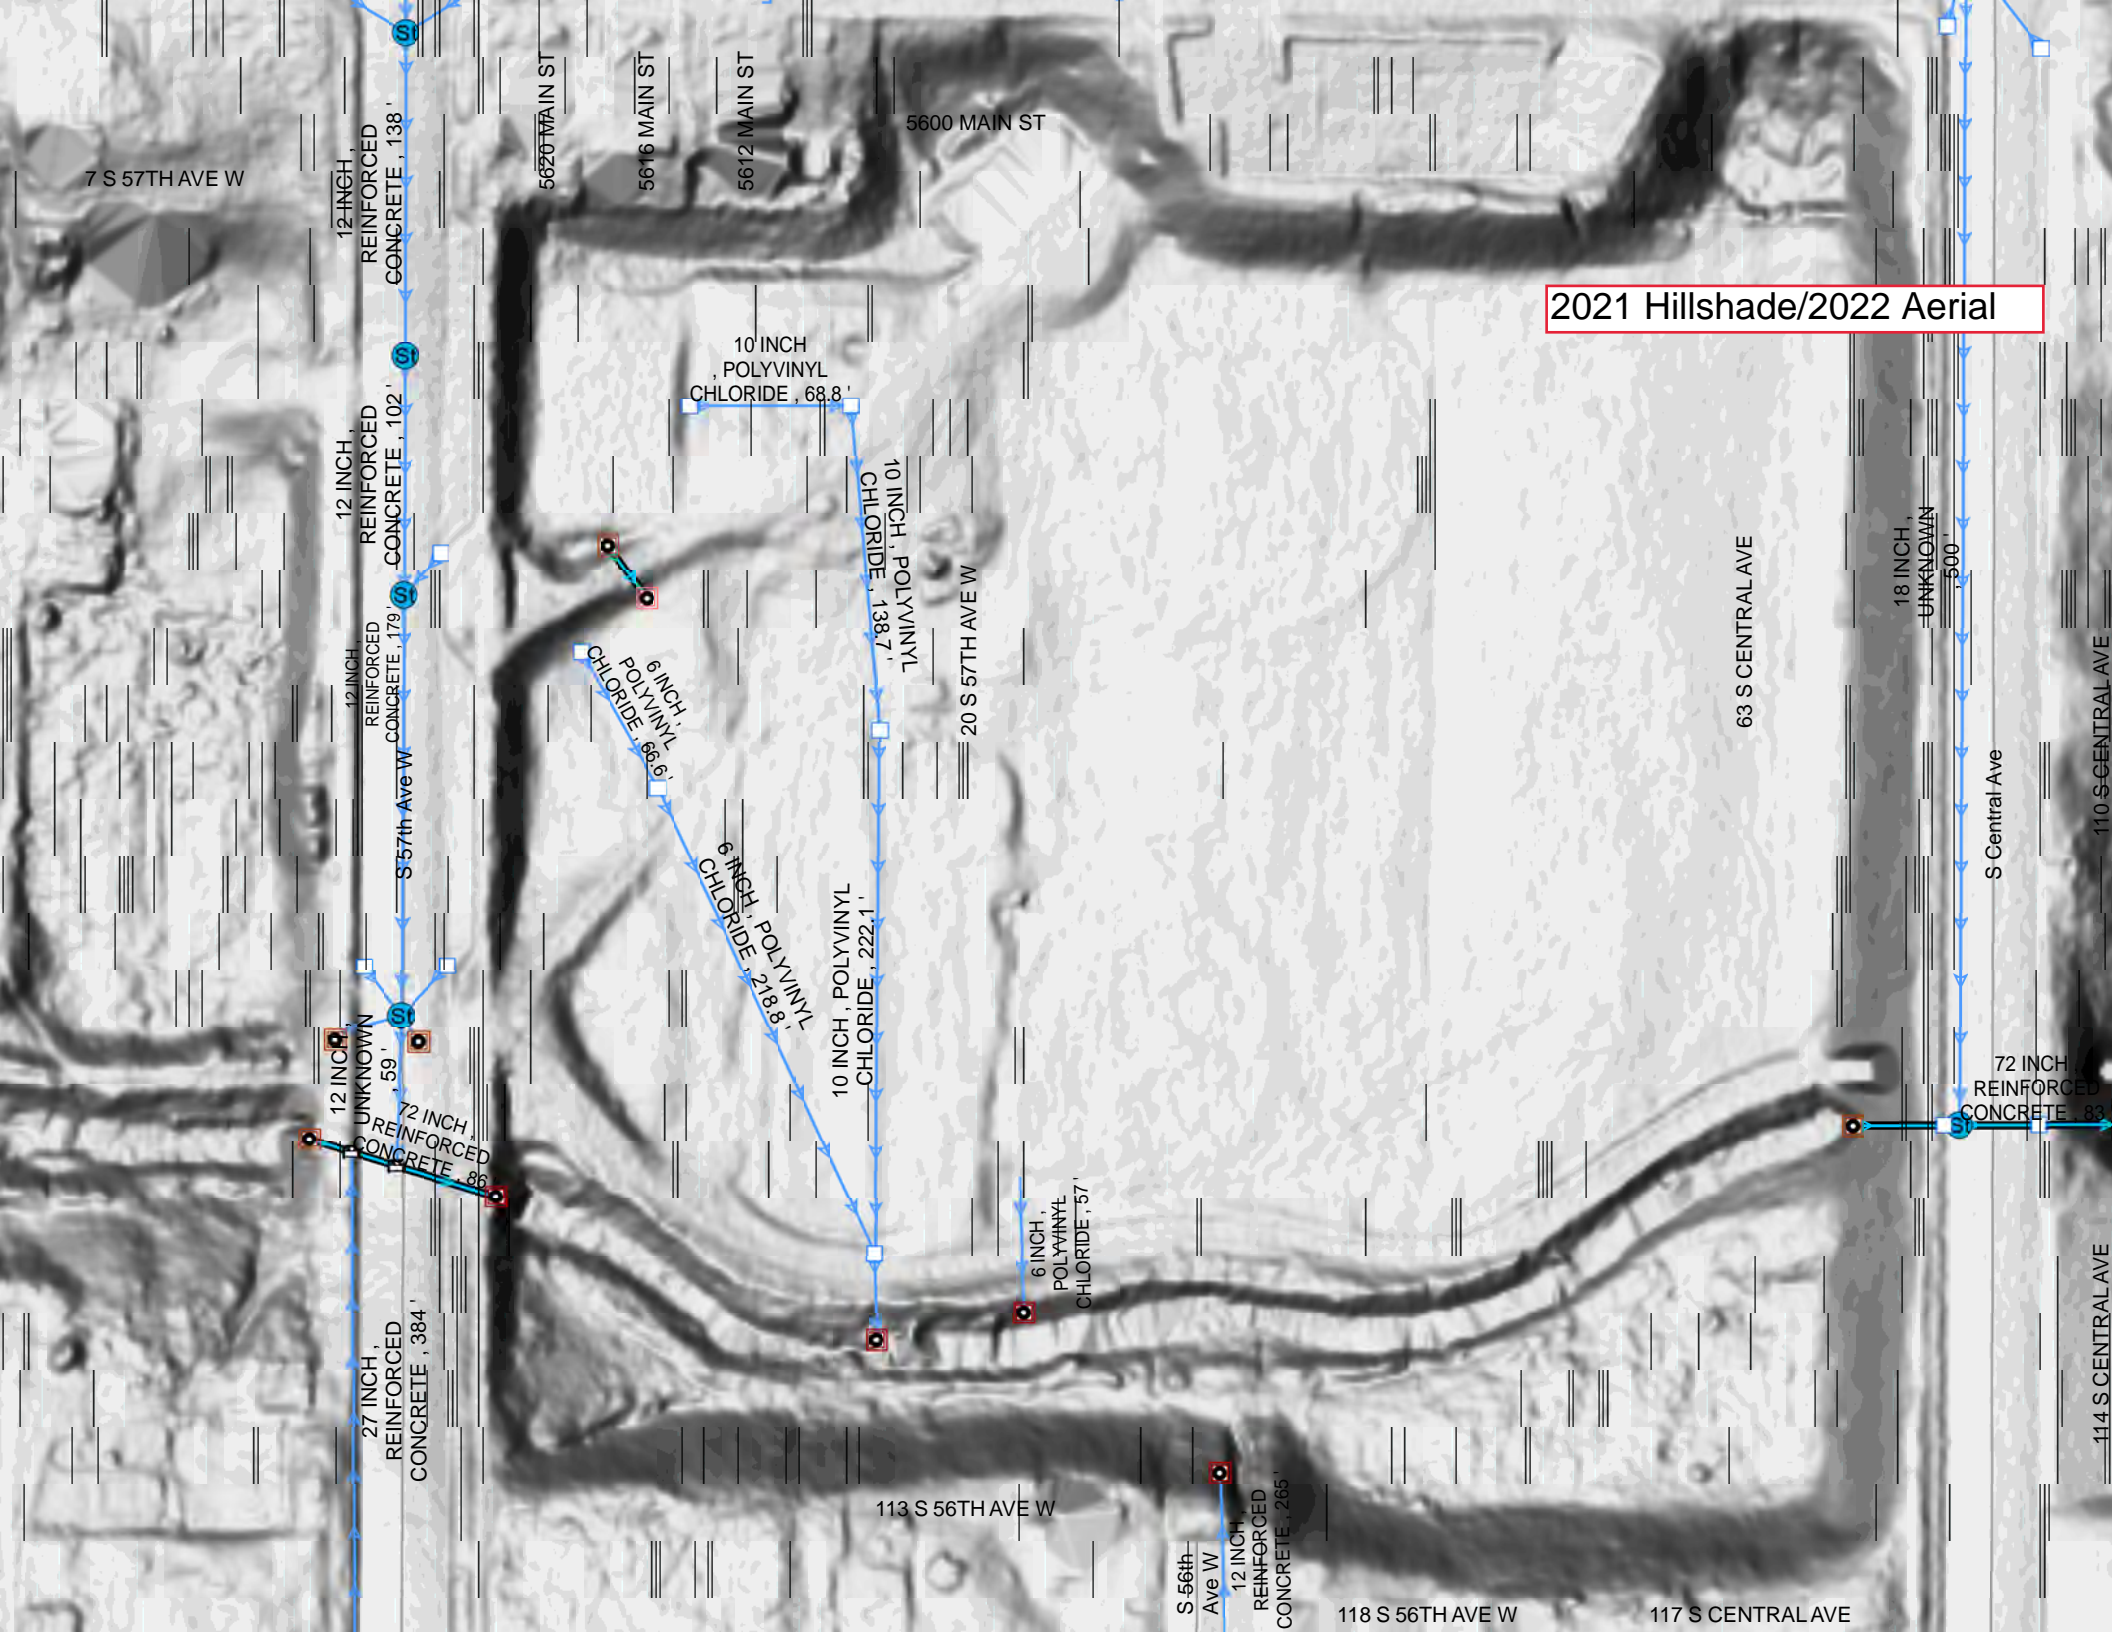 5620 MAIN ST
5616 MAIN ST
5612 MAIN ST
5600 MAIN ST
7 S 57TH AVE W
12 INCH ,
REINFORCED
CONCRETE , 138 '
2021 Hillshade/2022 Aerial
10 INCH
, POLYVINYL
CHLORIDE , 68.8 '
12 INCH ,
REINFORCED
CONCRETE , 102 '
10 INCH , POLYVINYL
CHLORIDE , 138.7 '
20 S 57TH AVE W
63 S CENTRAL AVE
18 INCH ,
UNKNOWN
, 500 '
12 INCH ,
REINFORCED
CONCRETE , 179 '
6 INCH ,
POLYVINYL
CHLORIDE , 66.6 '
S 57th Ave W
S Central Ave
110 S CENTRAL AVE
6 INCH , POLYVINYL
CHLORIDE , 218.8 '
10 INCH , POLYVINYL
CHLORIDE , 222.1 '
12 INCH ,
UNKNOWN
, 59 '
72 INCH ,
REINFORCED
CONCRETE , 86
72 INCH ,
REINFORCED
CONCRETE , 83
6 INCH ,
POLYVINYL
CHLORIDE , 57 '
27 INCH ,
REINFORCED
CONCRETE , 384 '
114 S CENTRAL AVE
113 S 56TH AVE W
S 56th
Ave W
12 INCH ,
REINFORCED
CONCRETE , 265 '
118 S 56TH AVE W
117 S CENTRAL AVE
St
St
St
St
St